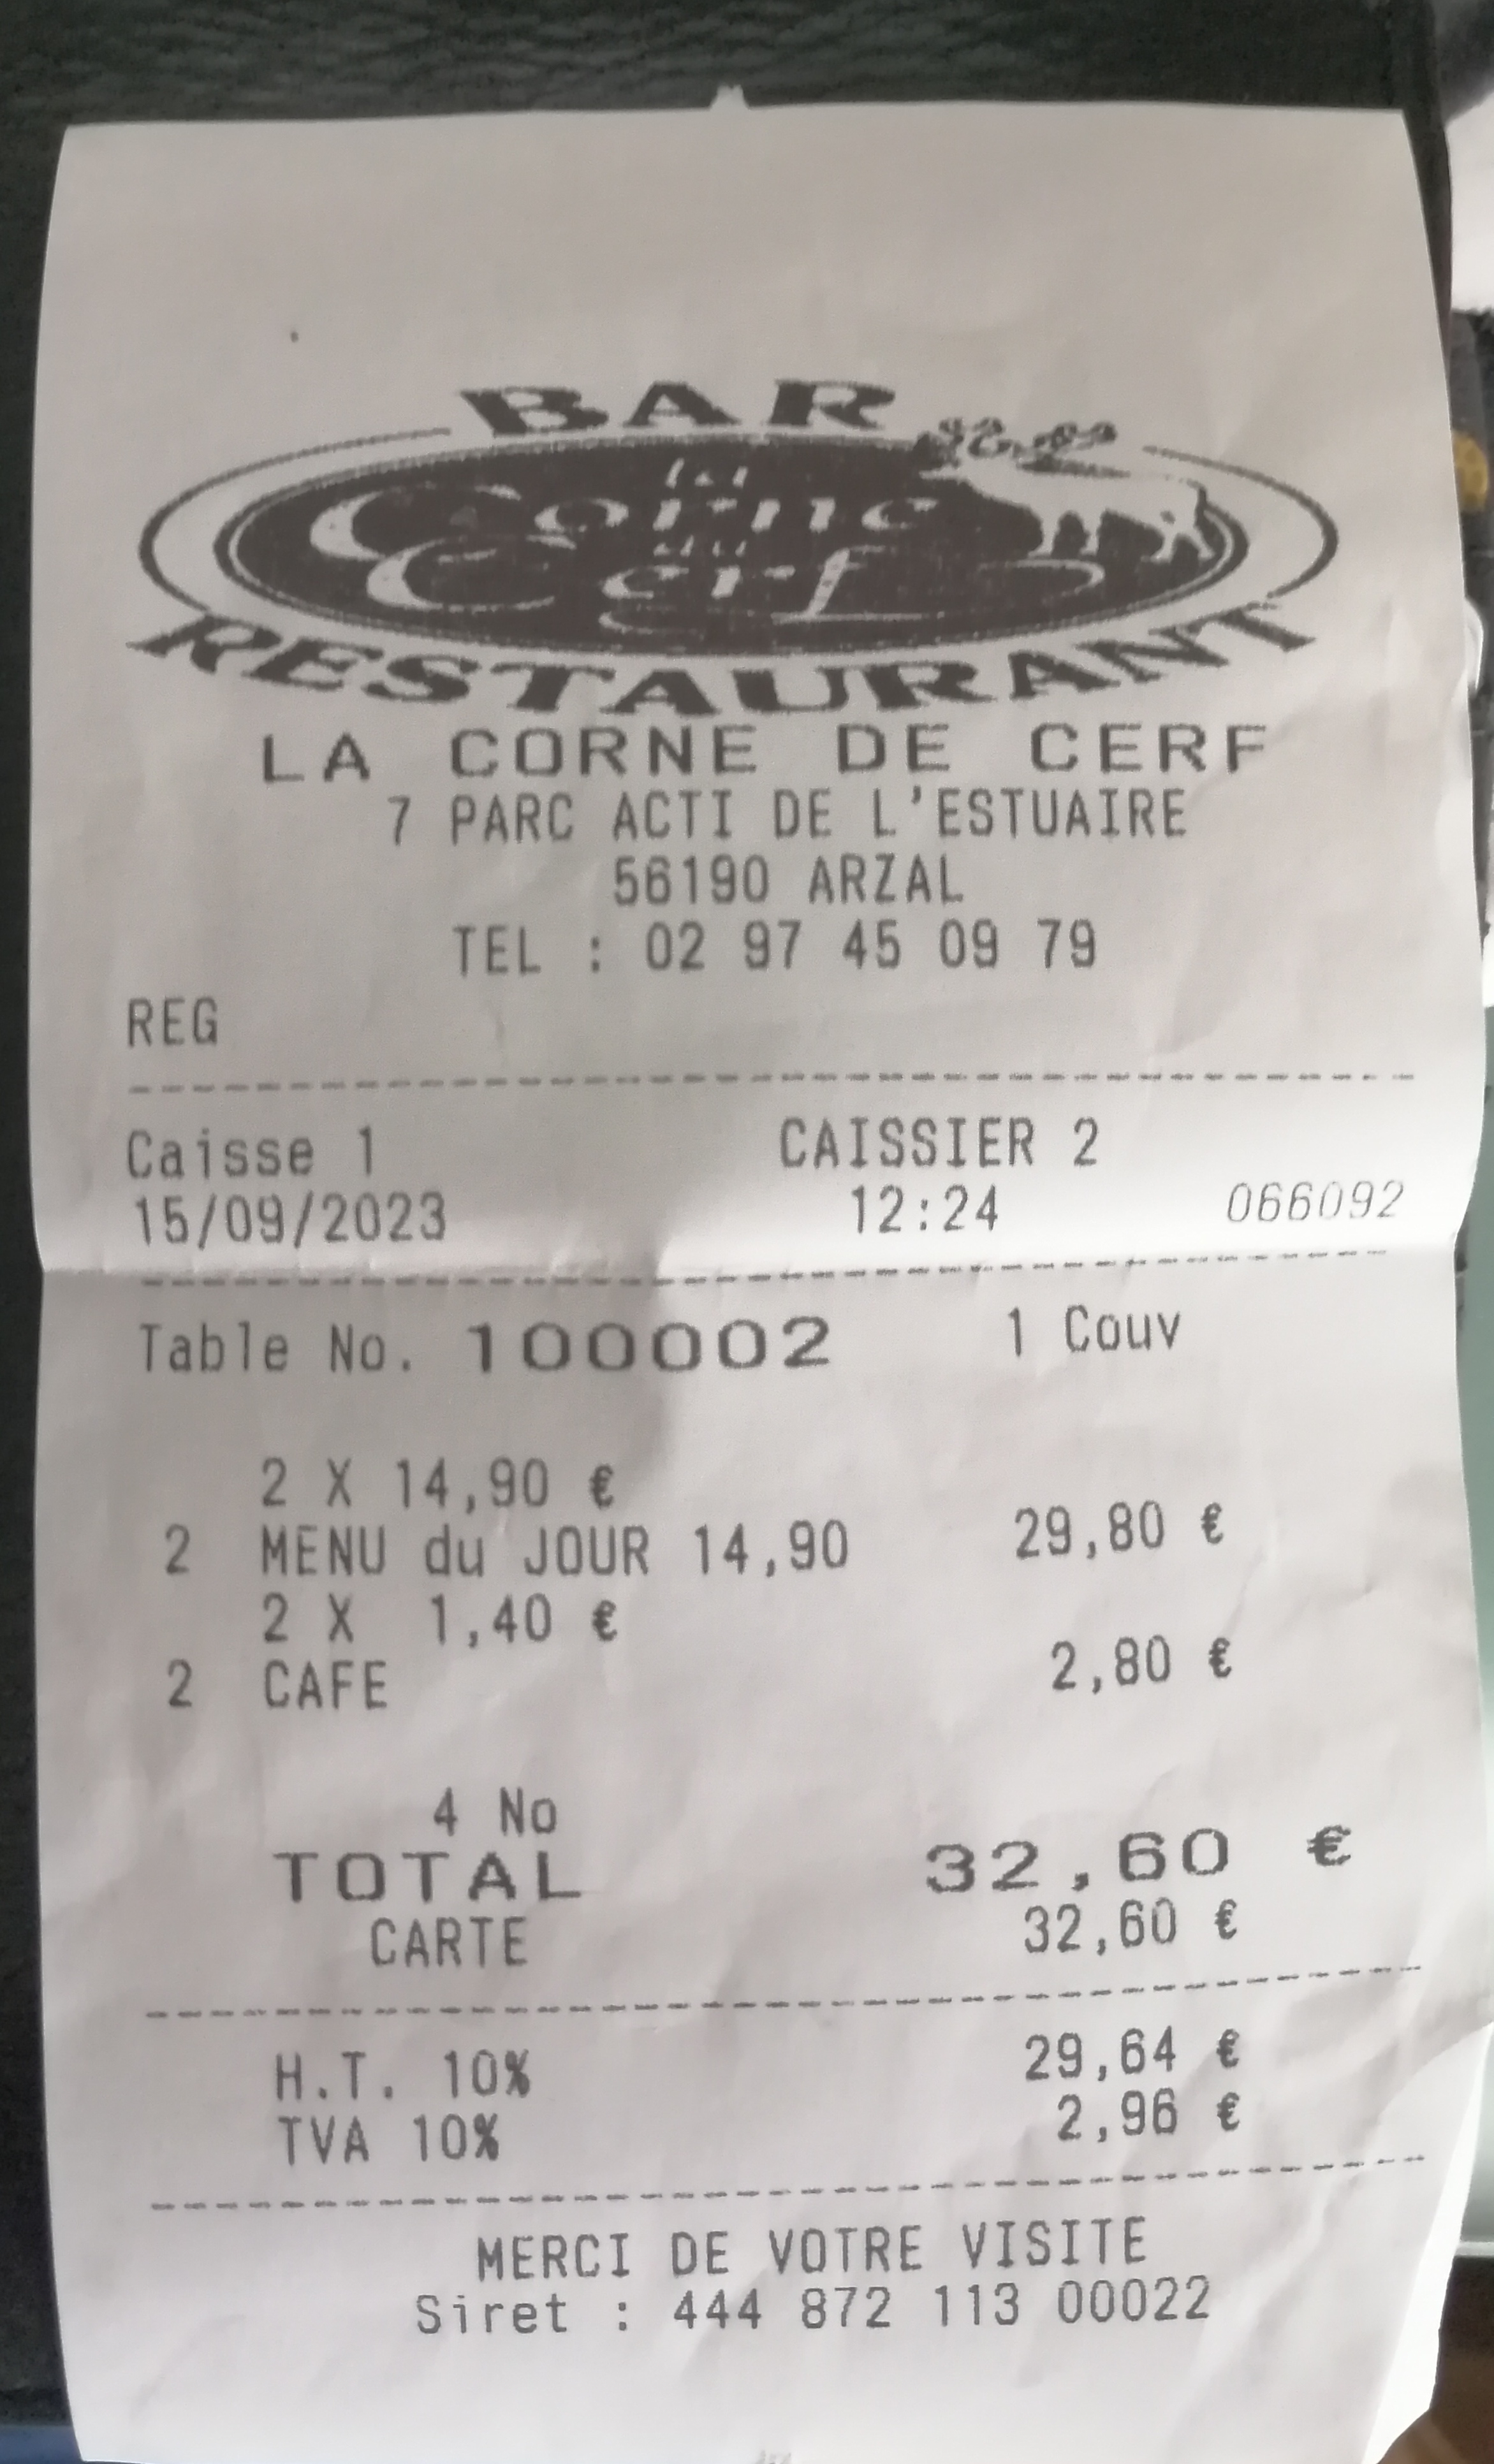 BAR
la
Corne
du
Cerf
RESTAURANT
LA CORNE DE CERF
7 PARC ACTI DE L'ESTUAIRE
56190 ARZAL
TEL : 02 97 45 09 79
REG
Caisse 1 CAISSIER 2
15/09/2023 12:24 066092
Table No. 100002 1 Couv
2 X 14,90 €
2 MENU du JOUR 14,90 29,80 €
2 X 1,40 €
2 CAFE 2,80 €
4 No
TOTAL 32,60 €
CARTE 32,60 €
H.T. 10% 29,64 €
TVA 10% 2,96 €
MERCI DE VOTRE VISITE
Siret : 444 872 113 00022